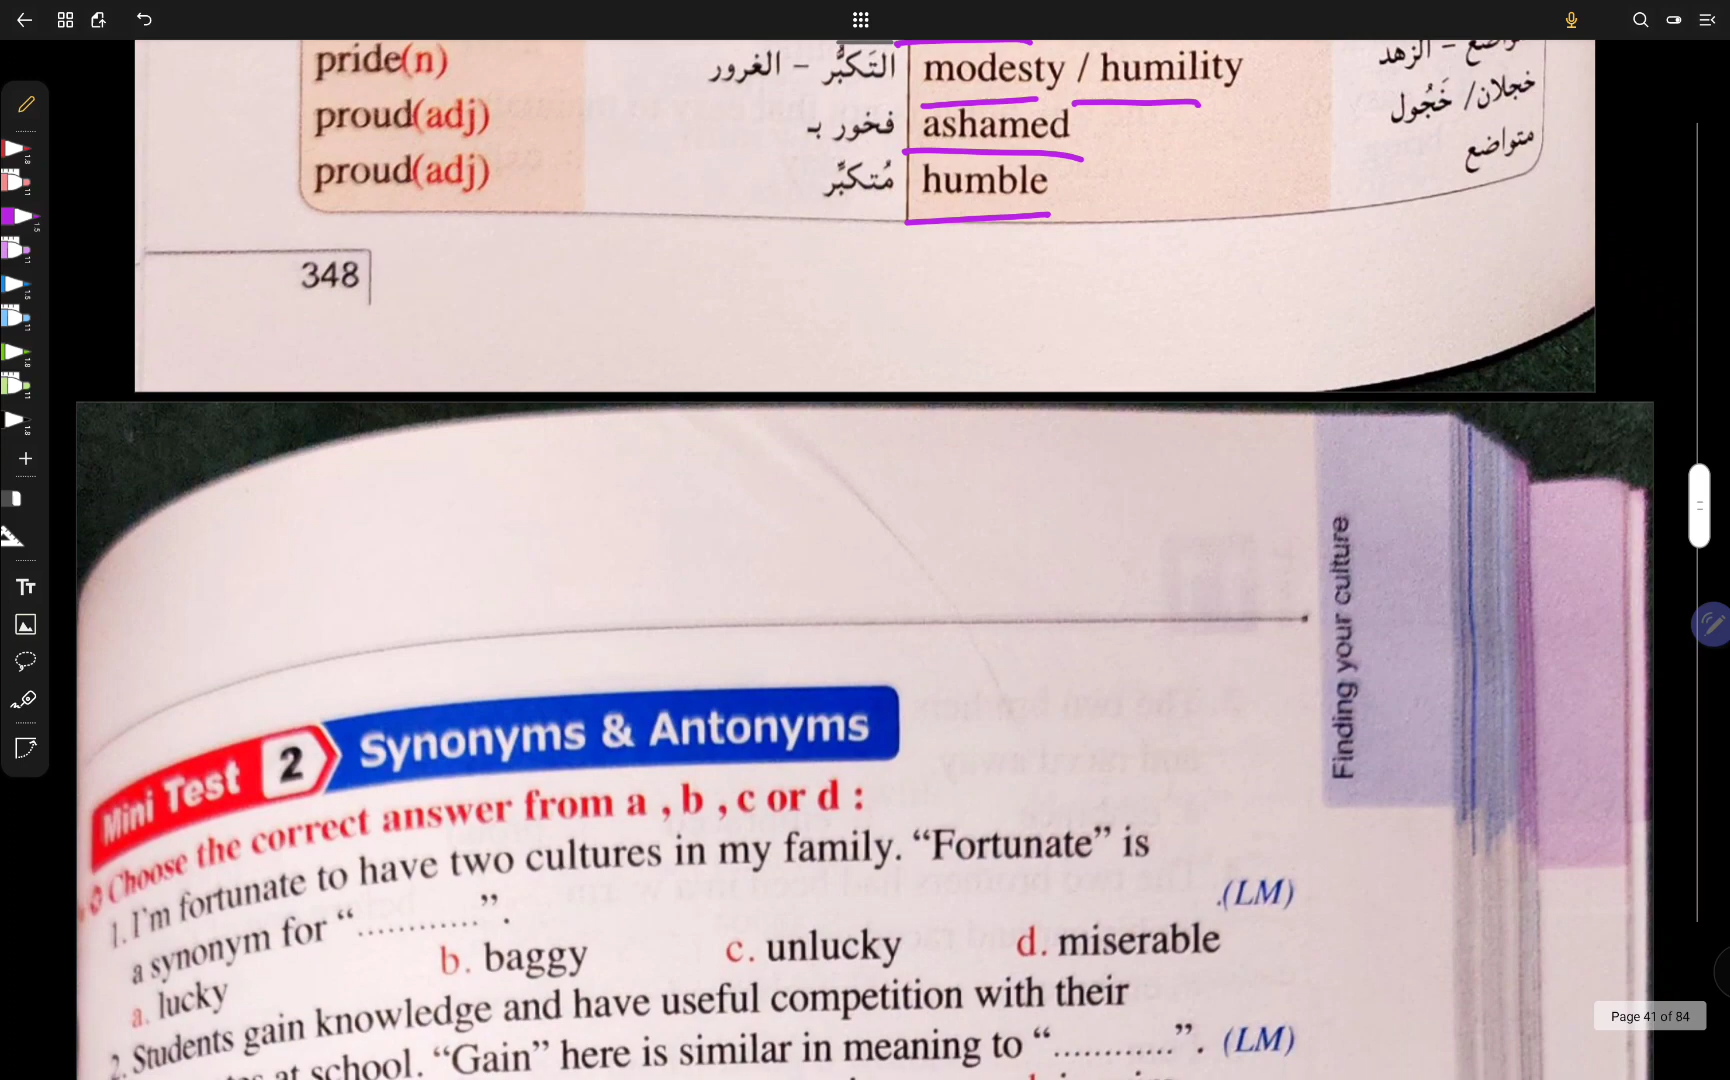 pride(n) التَكبُّر – الغرور modesty / humility تواضع – الزهد
proud(adj) فخور بـ ashamed خجلان/ خَجُول
proud(adj) مُتكبِّر humble متواضع
348
Finding your culture
Mini Test 2 Synonyms & Antonyms
Choose the correct answer from a , b , c or d :
1. I'm fortunate to have two cultures in my family. “Fortunate” is
a synonym for “............”. .(LM)
a. lucky b. baggy c. unlucky d. miserable
2. Students gain knowledge and have useful competition with their
at school. “Gain” here is similar in meaning to “............”. (LM)
Page 41 of 84